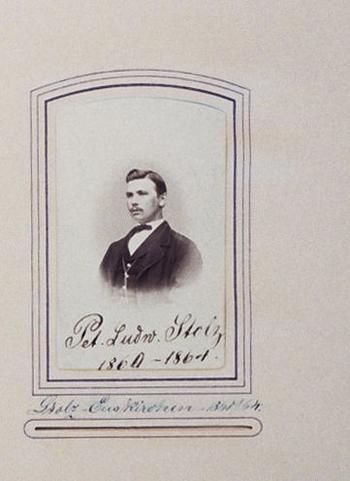 Pet. Ludw. Stolz
1860 - 1864.
Stolz - Euskirchen -